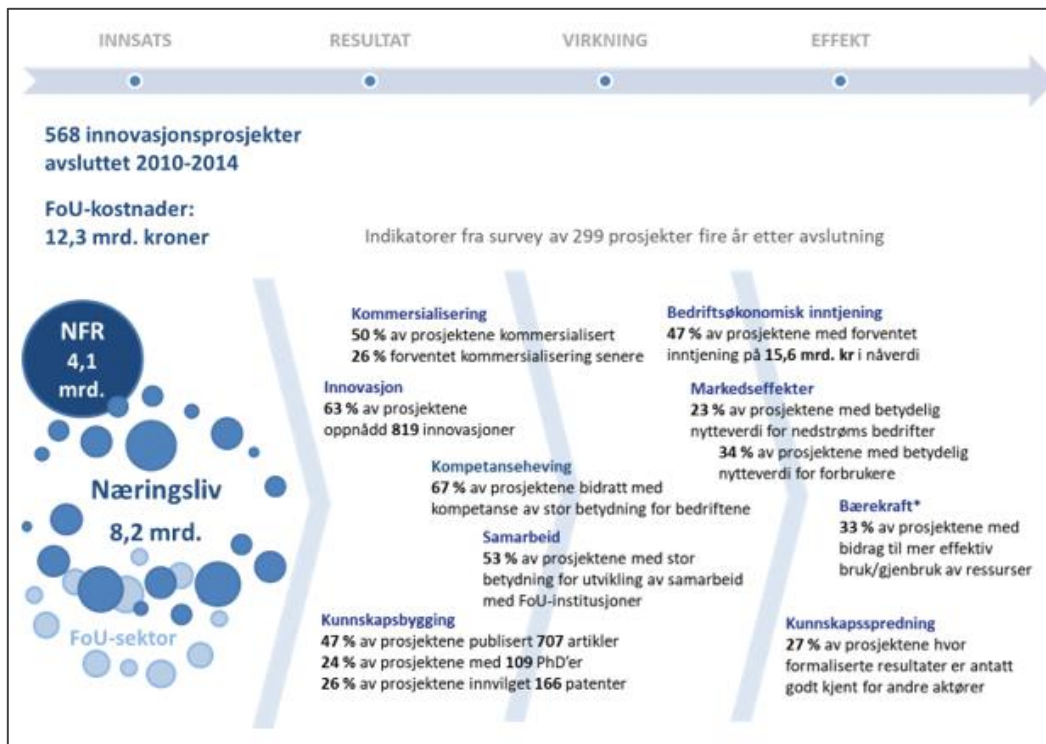 INNSATS
RESULTAT
VIRKNING
EFFEKT
568 innovasjonsprosjekter
avsluttet 2010-2014
FoU-kostnader:
12,3 mrd. kroner
Indikatorer fra survey av 299 prosjekter fire år etter avslutning
NFR
4,1
mrd.
Næringsliv
8,2 mrd.
FoU-sektor
Kommersialisering
50 % av prosjektene kommersialisert
26 % forventet kommersialisering senere
Innovasjon
63 % av prosjektene
oppnådd 819 innovasjoner
Kompetanseheving
67 % av prosjektene bidratt med
kompetanse av stor betydning for bedriftene
Samarbeid
53 % av prosjektene med stor
betydning for utvikling av samarbeid
med FoU-institusjoner
Kunnskapsbygging
47 % av prosjektene publisert 707 artikler
24 % av prosjektene med 109 PhD'er
26 % av prosjektene innvilget 166 patenter
Bedriftsøkonomisk inntjening
47 % av prosjektene med forventet
inntjening på 15,6 mrd. kr i nåverdi
Markedseffekter
23 % av prosjektene med betydelig
nytteverdi for nedstrøms bedrifter
34 % av prosjektene med betydelig
nytteverdi for forbrukere
Bærekraft*
33 % av prosjektene med
bidrag til mer effektiv
bruk/gjenbruk av ressurser
Kunnskapsspredning
27 % av prosjektene hvor
formaliserte resultater er antatt
godt kjent for andre aktører